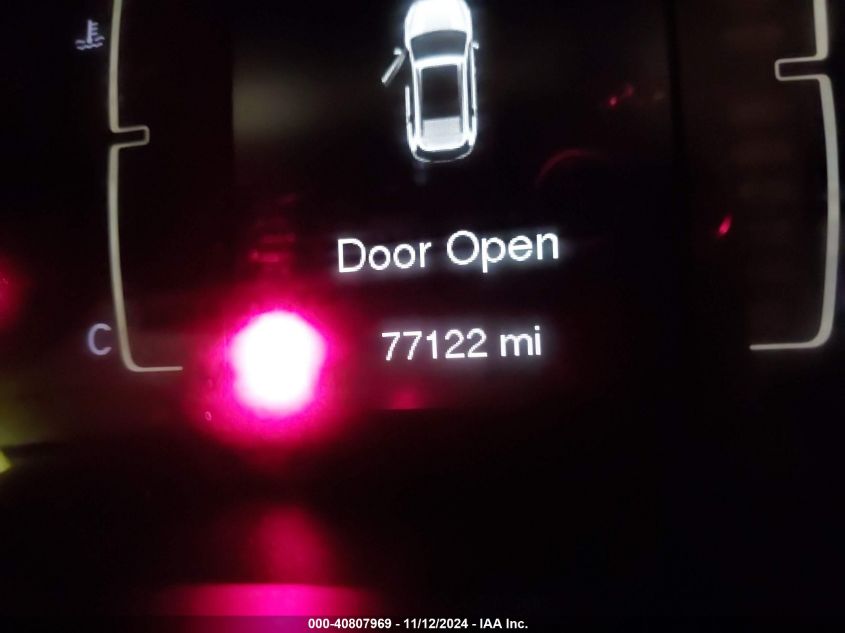 Door Open
77122 mi
C
000-40807969 - 11/12/2024 - IAA Inc.